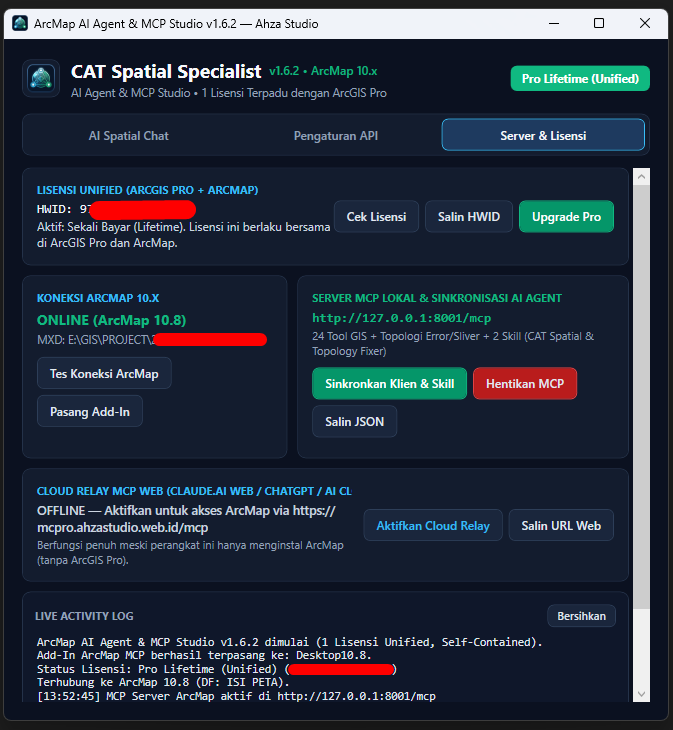 ArcMap AI Agent & MCP Studio v1.6.2 — Ahza Studio
CAT Spatial Specialist v1.6.2 • ArcMap 10.x
AI Agent & MCP Studio • 1 Lisensi Terpadu dengan ArcGIS Pro
Pro Lifetime (Unified)
AI Spatial Chat
Pengaturan API
Server & Lisensi
LISENSI UNIFIED (ARCGIS PRO + ARCMAP)
HWID: 97
Aktif: Sekali Bayar (Lifetime). Lisensi ini berlaku bersama
di ArcGIS Pro dan ArcMap.
Cek Lisensi
Salin HWID
Upgrade Pro
KONEKSI ARCMAP 10.X
ONLINE (ArcMap 10.8)
MXD: E:\GIS\PROJECT\2
Tes Koneksi ArcMap
Pasang Add-In
SERVER MCP LOKAL & SINKRONISASI AI AGENT
http://127.0.0.1:8001/mcp
24 Tool GIS + Topologi Error/Sliver + 2 Skill (CAT Spatial &
Topology Fixer)
Sinkronkan Klien & Skill
Hentikan MCP
Salin JSON
CLOUD RELAY MCP WEB (CLAUDE.AI WEB / CHATGPT / AI CL
OFFLINE — Aktifkan untuk akses ArcMap via https://
mcpro.ahzastudio.web.id/mcp
Berfungsi penuh meski perangkat ini hanya menginstal ArcMap
(tanpa ArcGIS Pro).
Aktifkan Cloud Relay
Salin URL Web
LIVE ACTIVITY LOG
Bersihkan
ArcMap AI Agent & MCP Studio v1.6.2 dimulai (1 Lisensi Unified, Self-Contained).
Add-In ArcMap MCP berhasil terpasang ke: Desktop10.8.
Status Lisensi: Pro Lifetime (Unified) ( )
Terhubung ke ArcMap 10.8 (DF: ISI PETA).
[13:52:45] MCP Server ArcMap aktif di http://127.0.0.1:8001/mcp